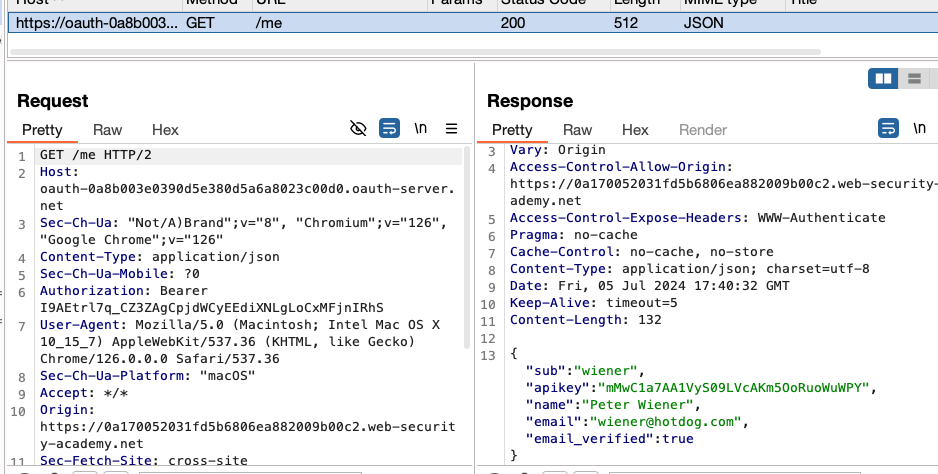 Host Method URL Params Status Code Length MIME type Title
https://oauth-0a8b003... GET /me 200 512 JSON
Request
Pretty Raw Hex \n
1 GET /me HTTP/2
2 Host:
oauth-0a8b003e0390d5e380d5a6a8023c00d0.oauth-server.
net
3 Sec-Ch-Ua: "Not/A)Brand";v="8", "Chromium";v="126",
"Google Chrome";v="126"
4 Content-Type: application/json
5 Sec-Ch-Ua-Mobile: ?0
6 Authorization: Bearer
I9AEtrl7q_CZ3ZAgCpjdWCyEEdiXNLgLoCxMFjnIRhS
7 User-Agent: Mozilla/5.0 (Macintosh; Intel Mac OS X
10_15_7) AppleWebKit/537.36 (KHTML, like Gecko)
Chrome/126.0.0.0 Safari/537.36
8 Sec-Ch-Ua-Platform: "macOS"
9 Accept: */*
10 Origin:
https://0a170052031fd5b6806ea882009b00c2.web-securit
y-academy.net
11 Sec-Fetch-Site: cross-site
Response
Pretty Raw Hex Render \n
3 Vary: Origin
4 Access-Control-Allow-Origin:
https://0a170052031fd5b6806ea882009b00c2.web-security-
ademy.net
5 Access-Control-Expose-Headers: WWW-Authenticate
6 Pragma: no-cache
7 Cache-Control: no-cache, no-store
8 Content-Type: application/json; charset=utf-8
9 Date: Fri, 05 Jul 2024 17:40:32 GMT
10 Keep-Alive: timeout=5
11 Content-Length: 132
12
13 {
"sub":"wiener",
"apikey":"mMwC1a7AA1VyS09LVcAKm5OoRuoWuWPY",
"name":"Peter Wiener",
"email":"wiener@hotdog.com",
"email_verified":true
}